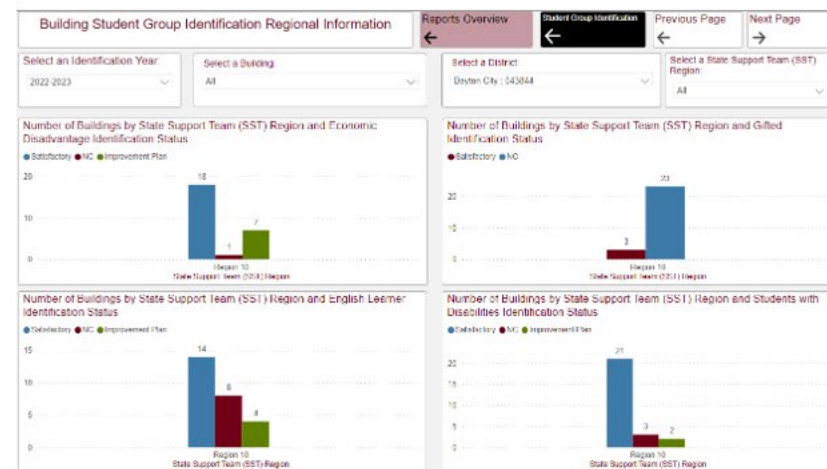 Building Student Group Identification Regional Information
Reports Overview
Student Group Identification
Previous Page
Next Page
Select an Identification Year:
2022-2023
Select a Building:
All
Select a District:
Dayton City : 043844
Select a State Support Team (SST)
Region:
All
Number of Buildings by State Support Team (SST) Region and Economic
Disadvantage Identification Status
Satisfactory NC Improvement Plan
20
10
0
18
1
7
Region 10
State Support Team (SST) Region
Number of Buildings by State Support Team (SST) Region and Gifted
Identification Status
Satisfactory NC
20
10
0
3
23
Region 10
State Support Team (SST) Region
Number of Buildings by State Support Team (SST) Region and English Learner
Identification Status
Satisfactory NC Improvement Plan
15
10
5
0
14
8
4
Region 10
State Support Team (SST) Region
Number of Buildings by State Support Team (SST) Region and Students with
Disabilities Identification Status
Satisfactory NC Improvement Plan
20
15
10
5
0
21
3
2
Region 10
State Support Team (SST) Region